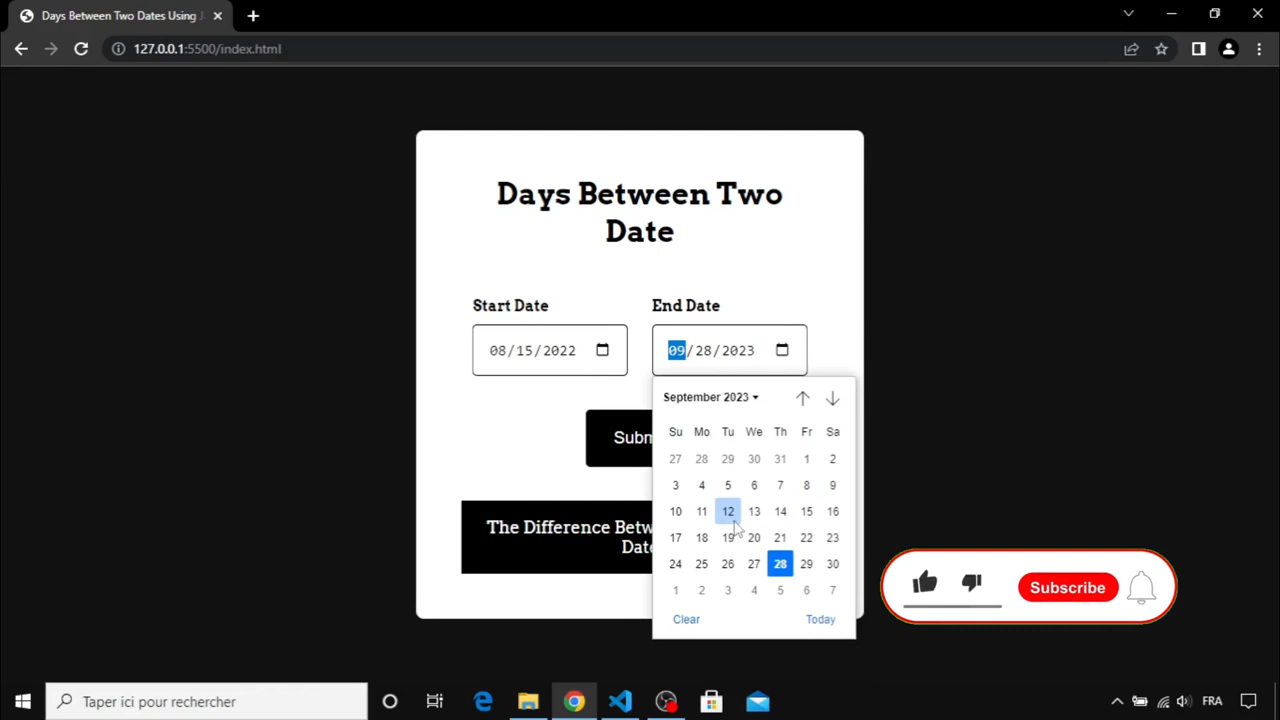 Days Between Two Dates Using
127.0.0.1:5500/index.html
Days Between Two
Date
Start Date
End Date
08/15/2022
09/28/2023
September 2023
Su Mo Tu We Th Fr Sa
27 28 29 30 31 1 2
3 4 5 6 7 8 9
10 11 12 13 14 15 16
17 18 19 20 21 22 23
24 25 26 27 28 29 30
1 2 3 4 5 6 7
Clear
Today
Subm
The Difference Betw
Date
Subscribe
Taper ici pour rechercher
FRA